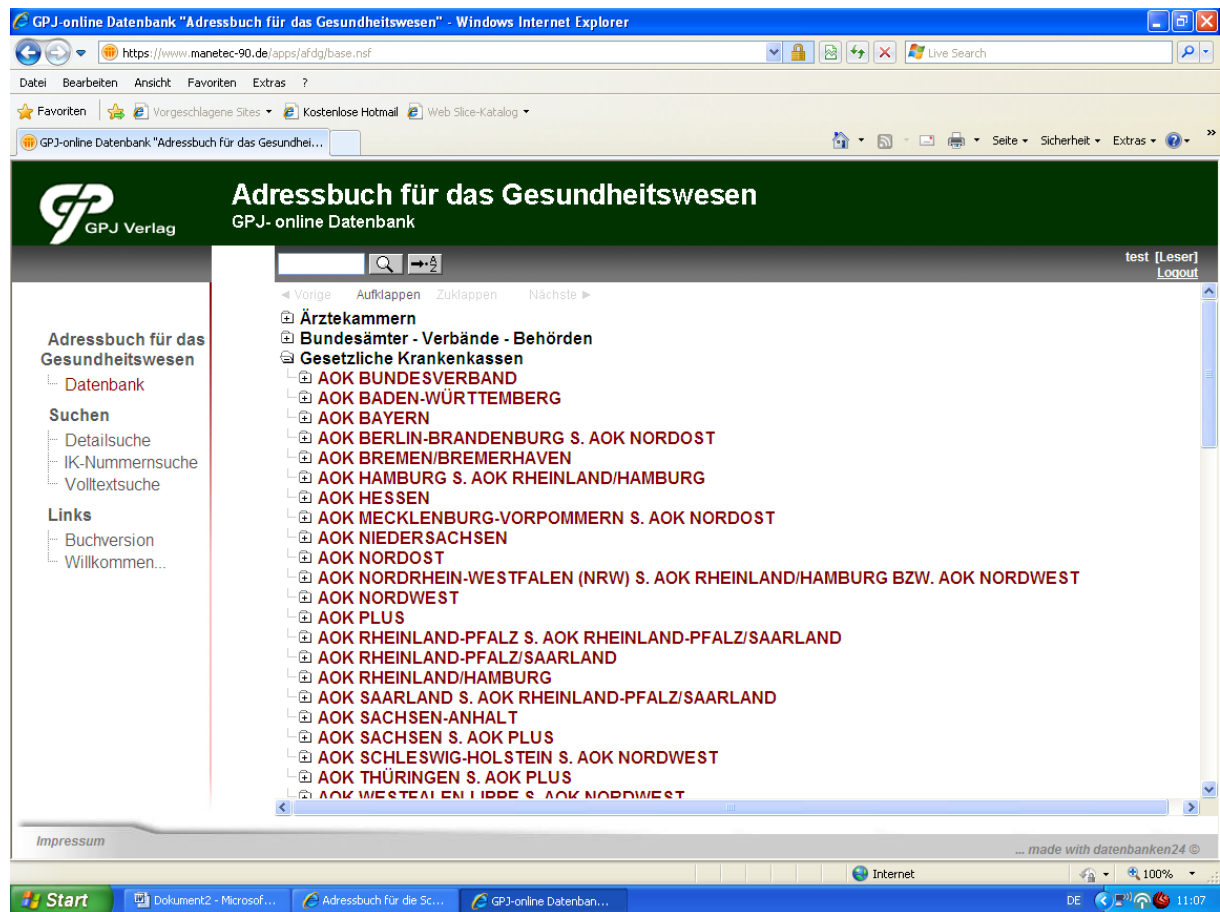 GPJ-online Datenbank "Adressbuch für das Gesundheitswesen" - Windows Internet Explorer
https://www.manetec-90.de/apps/afdg/base.nsf
Live Search
Datei Bearbeiten Ansicht Favoriten Extras ?
Favoriten Vorgeschlagene Sites Kostenlose Hotmail Web Slice-Katalog
GPJ-online Datenbank "Adressbuch für das Gesundhei... Seite Sicherheit Extras »
GPJ Verlag
Adressbuch für das Gesundheitswesen
GPJ- online Datenbank
test [Leser]
Logout
Vorige Aufklappen Zuklappen Nächste
Adressbuch für das
Gesundheitswesen
Datenbank
Suchen
Detailsuche
IK-Nummernsuche
Volltextsuche
Links
Buchversion
Willkommen...
Ärztekammern
Bundesämter - Verbände - Behörden
Gesetzliche Krankenkassen
AOK BUNDESVERBAND
AOK BADEN-WÜRTTEMBERG
AOK BAYERN
AOK BERLIN-BRANDENBURG S. AOK NORDOST
AOK BREMEN/BREMERHAVEN
AOK HAMBURG S. AOK RHEINLAND/HAMBURG
AOK HESSEN
AOK MECKLENBURG-VORPOMMERN S. AOK NORDOST
AOK NIEDERSACHSEN
AOK NORDOST
AOK NORDRHEIN-WESTFALEN (NRW) S. AOK RHEINLAND/HAMBURG BZW. AOK NORDWEST
AOK NORDWEST
AOK PLUS
AOK RHEINLAND-PFALZ S. AOK RHEINLAND-PFALZ/SAARLAND
AOK RHEINLAND-PFALZ/SAARLAND
AOK RHEINLAND/HAMBURG
AOK SAARLAND S. AOK RHEINLAND-PFALZ/SAARLAND
AOK SACHSEN-ANHALT
AOK SACHSEN S. AOK PLUS
AOK SCHLESWIG-HOLSTEIN S. AOK NORDWEST
AOK THÜRINGEN S. AOK PLUS
AOK WESTFALEN LIPPE S. AOK NORDWEST
Impressum
... made with datenbanken24 ©
Internet 100%
Start Dokument2 - Microsof... Adressbuch für die Sc... GPJ-online Datenban... DE 11:07